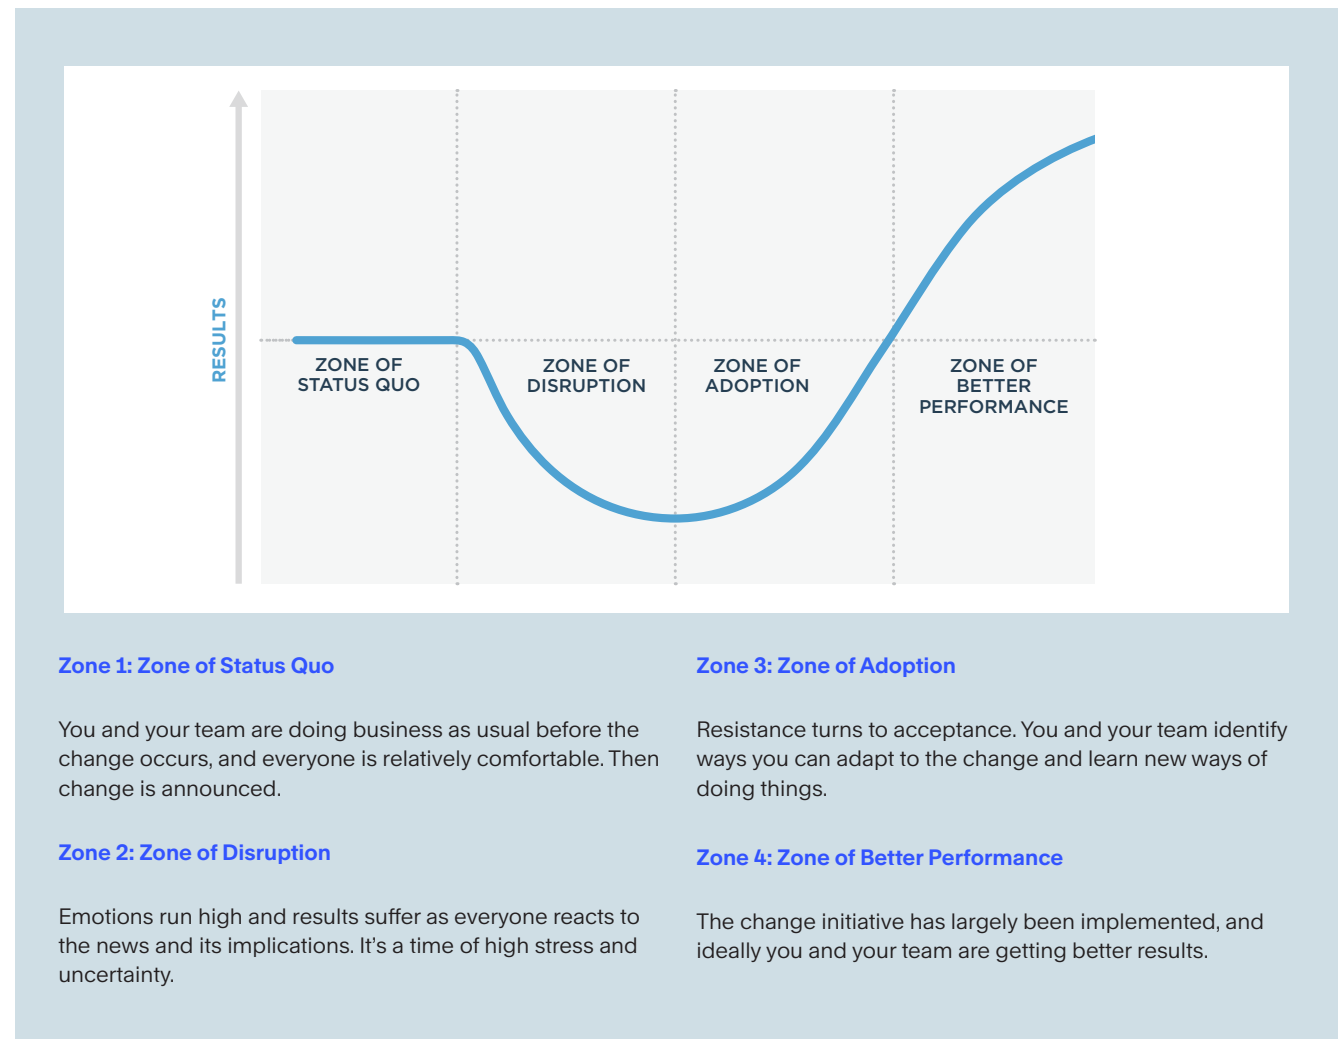 RESULTS
ZONE OF
STATUS QUO
ZONE OF
DISRUPTION
ZONE OF
ADOPTION
ZONE OF
BETTER
PERFORMANCE
Zone 1: Zone of Status Quo
You and your team are doing business as usual before the
change occurs, and everyone is relatively comfortable. Then
change is announced.
Zone 2: Zone of Disruption
Emotions run high and results suffer as everyone reacts to
the news and its implications. It’s a time of high stress and
uncertainty.
Zone 3: Zone of Adoption
Resistance turns to acceptance. You and your team identify
ways you can adapt to the change and learn new ways of
doing things.
Zone 4: Zone of Better Performance
The change initiative has largely been implemented, and
ideally you and your team are getting better results.